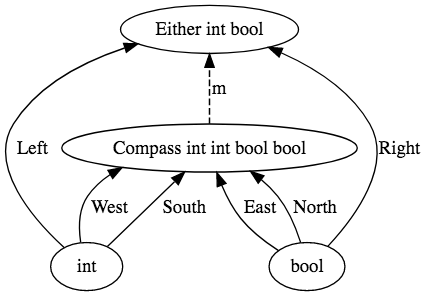 Either int bool
m
Left
Compass int int bool bool
Right
West
South
East
North
int
bool